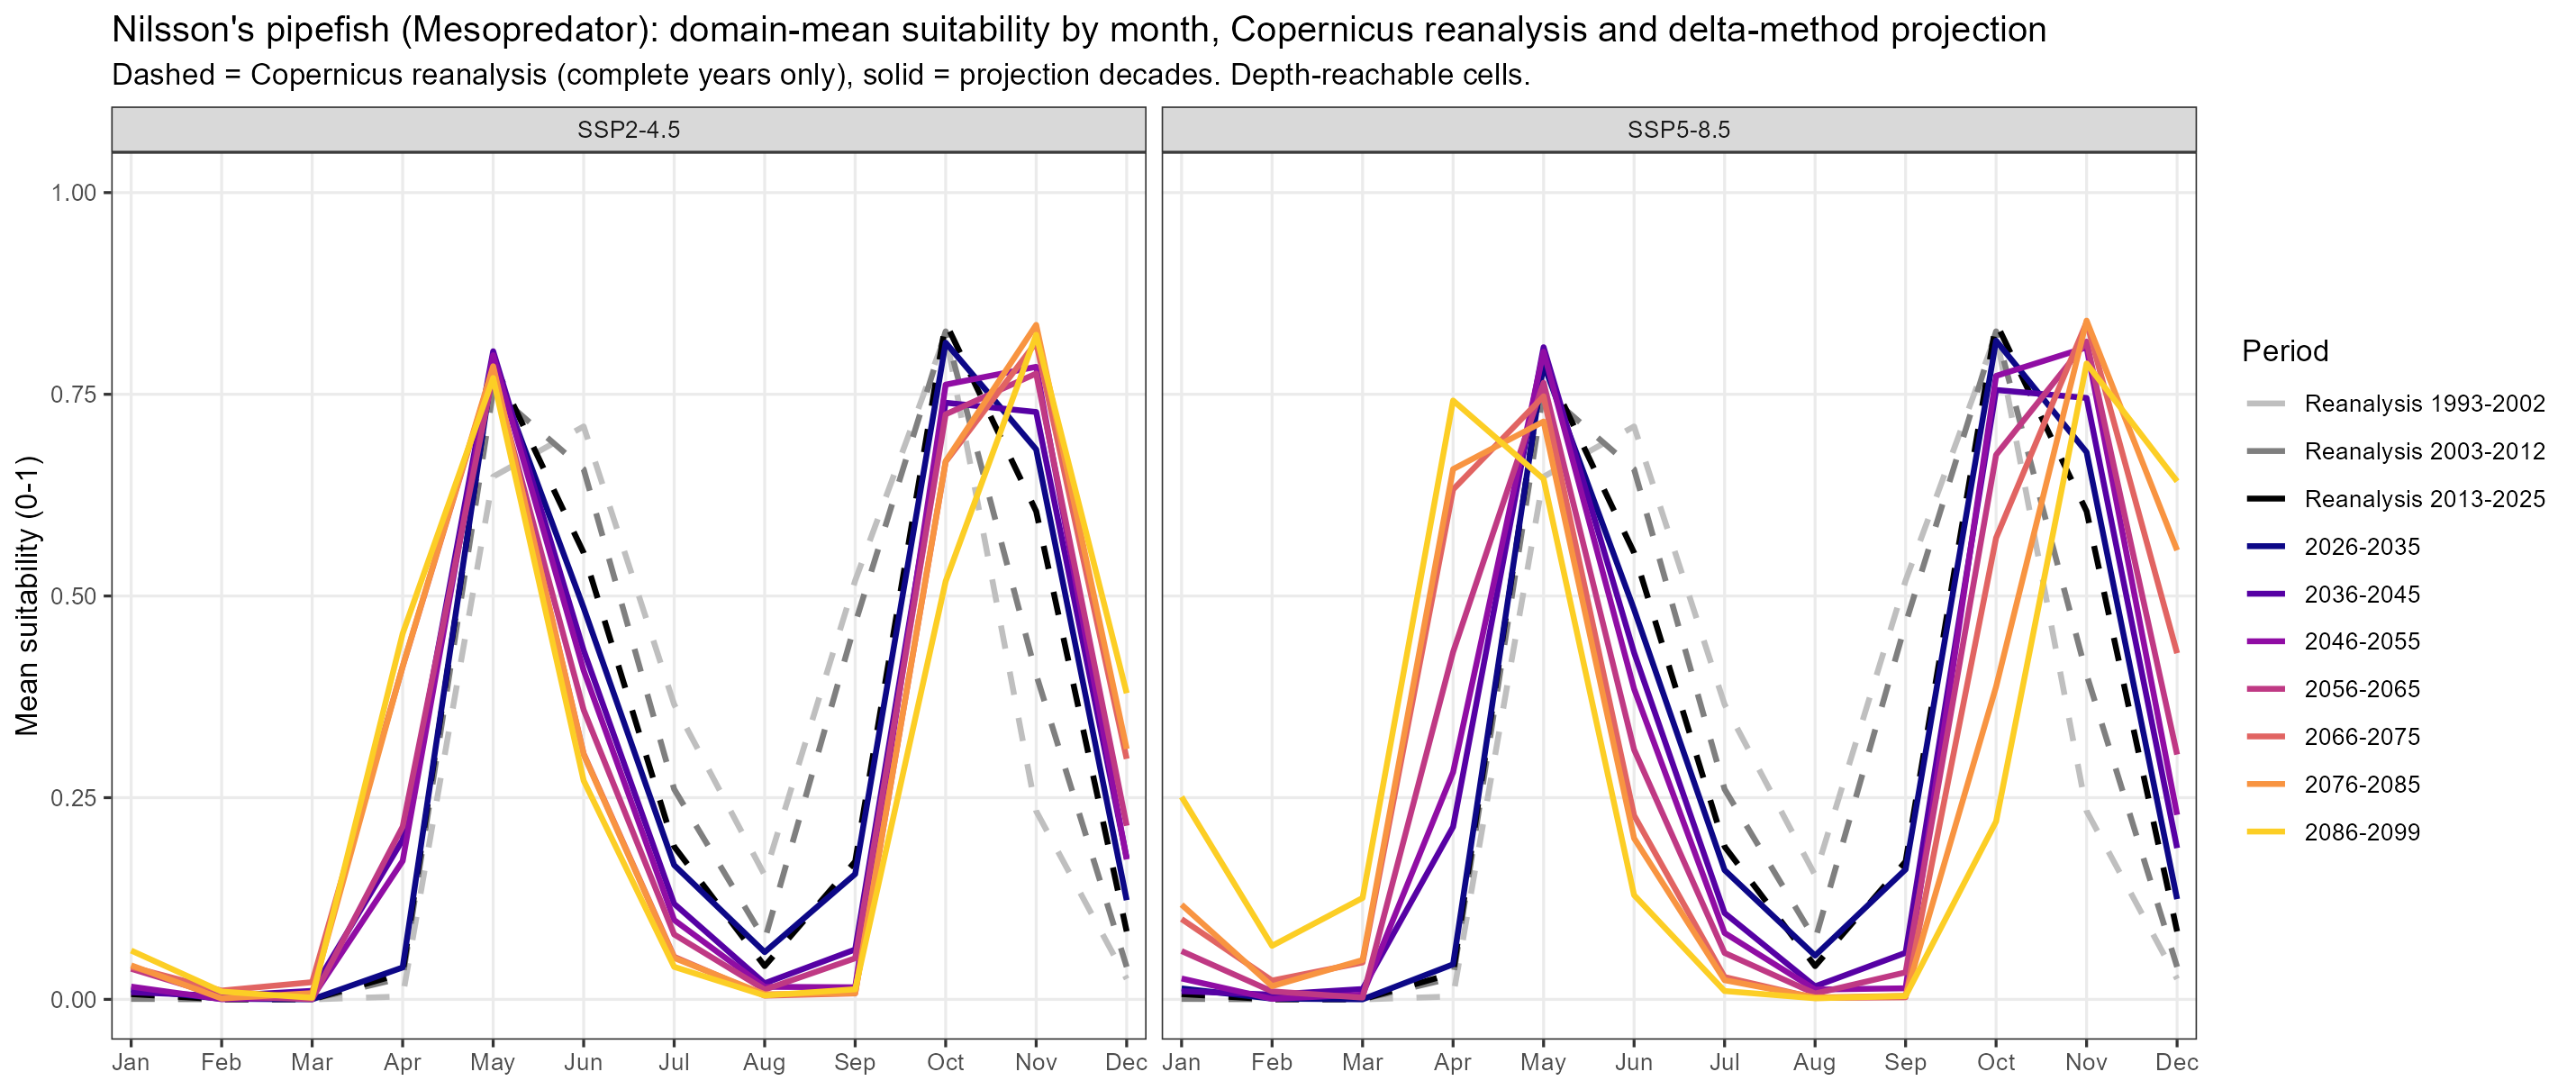 Nilsson's pipefish (Mesopredator): domain-mean suitability by month, Copernicus reanalysis and delta-method projection
Dashed = Copernicus reanalysis (complete years only), solid = projection decades. Depth-reachable cells.
SSP2-4.5
SSP5-8.5
Mean suitability (0-1)
1.00
0.75
0.50
0.25
0.00
Jan Feb Mar Apr May Jun Jul Aug Sep Oct Nov Dec
Jan Feb Mar Apr May Jun Jul Aug Sep Oct Nov Dec
Period
Reanalysis 1993-2002
Reanalysis 2003-2012
Reanalysis 2013-2025
2026-2035
2036-2045
2046-2055
2056-2065
2066-2075
2076-2085
2086-2099